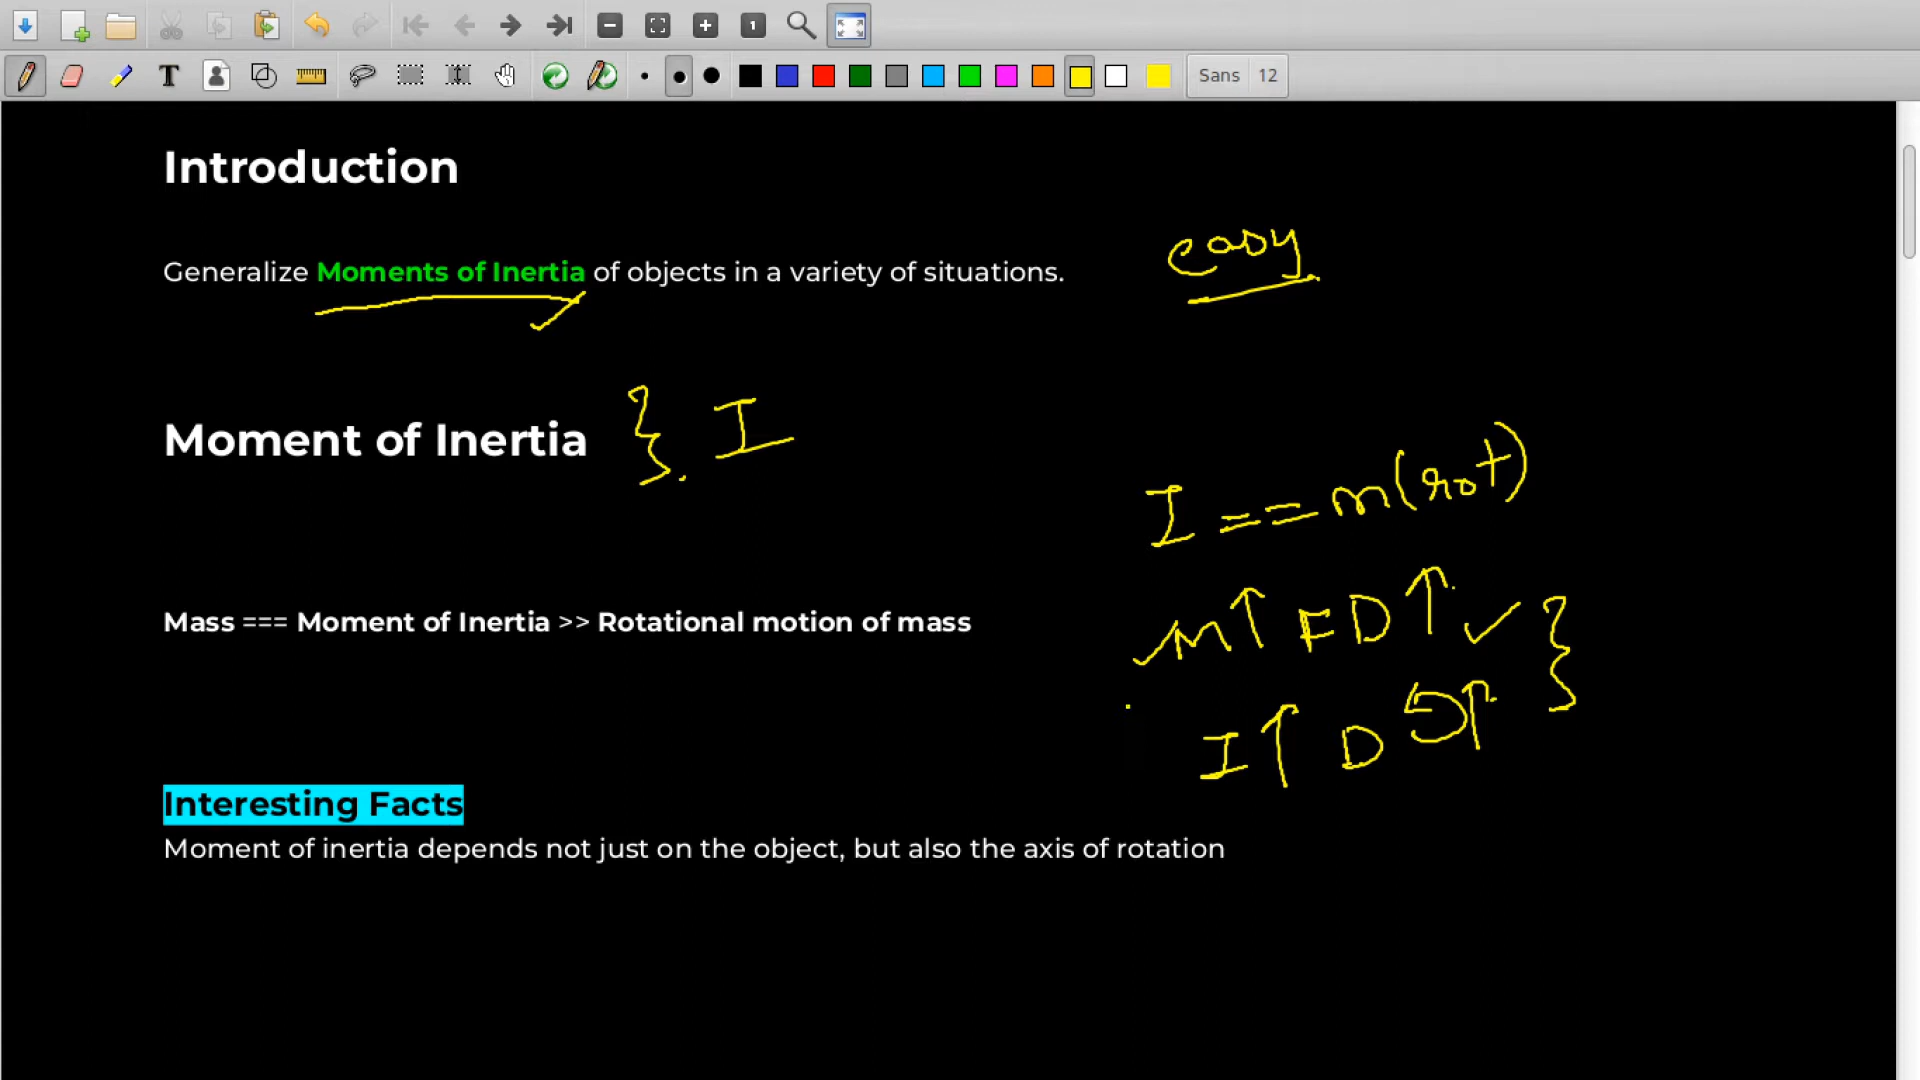 1
T
Sans 12
Introduction
Generalize Moments of Inertia of objects in a variety of situations.
easy
Moment of Inertia } . I
I == m(rot)
Mass === Moment of Inertia >> Rotational motion of mass
M↑ FD↑ ✓ }
I↑ D ↺↑
Interesting Facts
Moment of inertia depends not just on the object, but also the axis of rotation